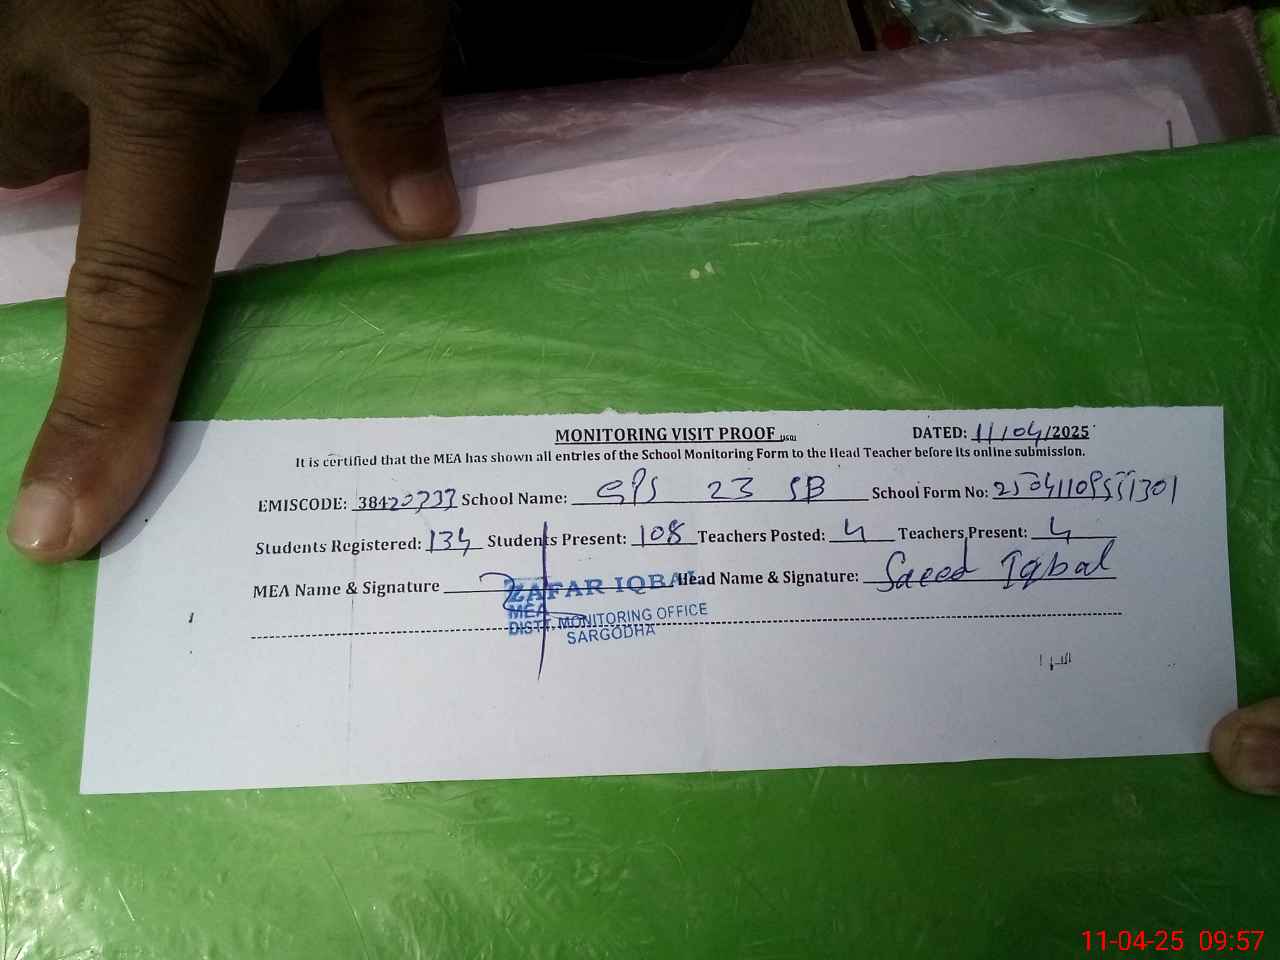 MONITORING VISIT PROOF
DATED: 11/04/2025
It is certified that the MEA has shown all entries of the School Monitoring Form to the Head Teacher before its online submission.
EMISCODE: 38420233 School Name: GPS 23 SB School Form No:
Students Registered: 134 Students Present: 108 Teachers Posted: 4 Teachers Present: 4
MEA Name & Signature Head Name & Signature: Saeed Iqbal
ZAFAR IQBAL
MEA
DISTT. MONITORING OFFICE
SARGODHA
11-04-25 09:57